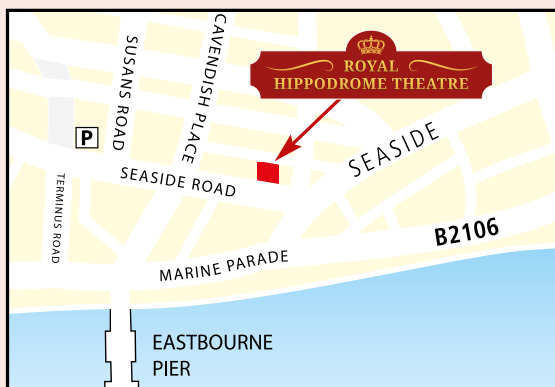 ROYAL
HIPPODROME THEATRE
SUSANS ROAD
CAVENDISH PLACE
SEASIDE
P
SEASIDE ROAD
TERMINUS ROAD
B2106
MARINE PARADE
EASTBOURNE
PIER